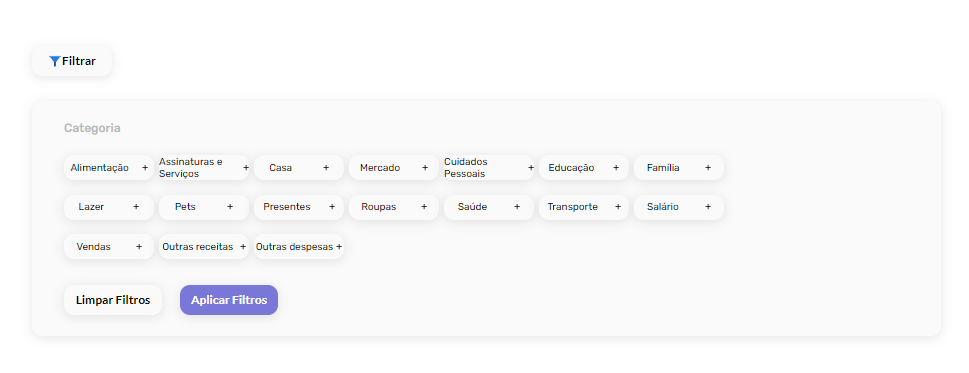 Filtrar
Categoria
Alimentação + Assinaturas e Serviços + Casa + Mercado + Cuidados Pessoais + Educação + Família +
Lazer + Pets + Presentes + Roupas + Saúde + Transporte + Salário +
Vendas + Outras receitas + Outras despesas +
Limpar Filtros Aplicar Filtros